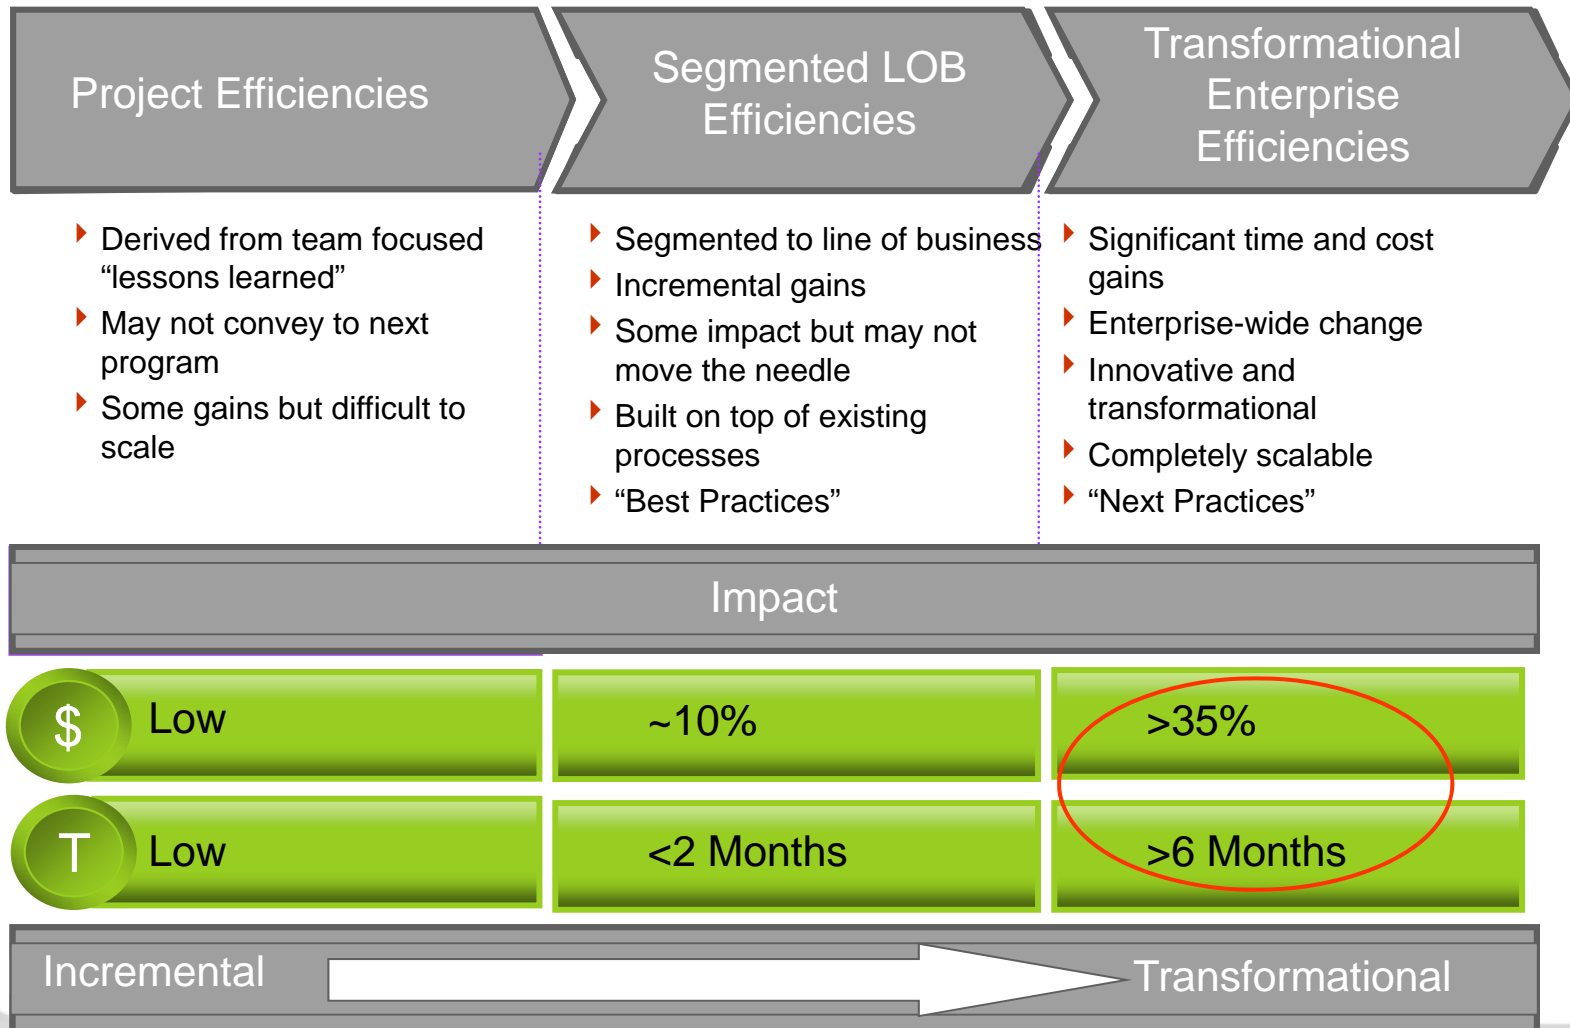 Project Efficiencies
Segmented LOB
Efficiencies
Transformational
Enterprise
Efficiencies
Derived from team focused
“lessons learned”
May not convey to next
program
Some gains but difficult to
scale
Segmented to line of business
Incremental gains
Some impact but may not
move the needle
Built on top of existing
processes
“Best Practices”
Significant time and cost
gains
Enterprise-wide change
Innovative and
transformational
Completely scalable
“Next Practices”
Impact
$ Low ~10% >35%
T Low <2 Months >6 Months
Incremental Transformational